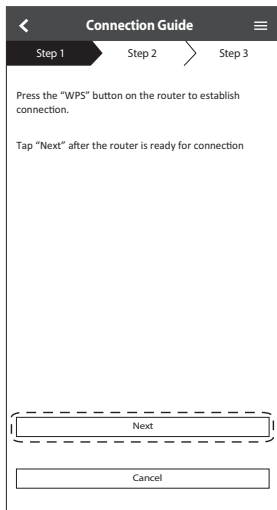 Connection Guide
Step 1 Step 2 Step 3
Press the “WPS” button on the router to establish
connection.
Tap “Next” after the router is ready for connection
Next
Cancel